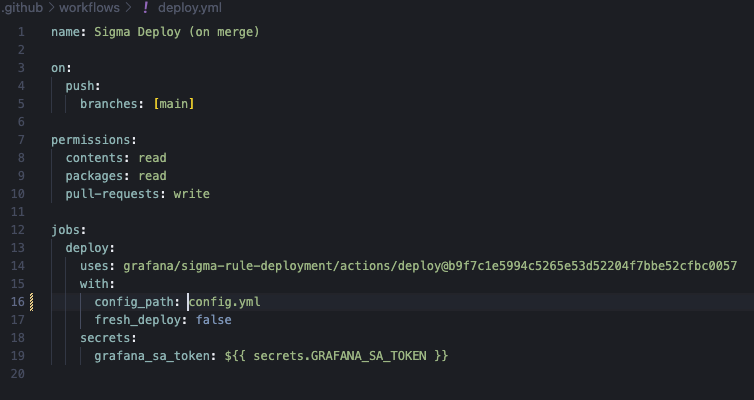 .github > workflows > ! deploy.yml
1 name: Sigma Deploy (on merge)
2
3 on:
4 push:
5 branches: [main]
6
7 permissions:
8 contents: read
9 packages: read
10 pull-requests: write
11
12 jobs:
13 deploy:
14 uses: grafana/sigma-rule-deployment/actions/deploy@b9f7c1e5994c5265e53d52204f7bbe52cfbc0057
15 with:
16 config_path: config.yml
17 fresh_deploy: false
18 secrets:
19 grafana_sa_token: ${{ secrets.GRAFANA_SA_TOKEN }}
20